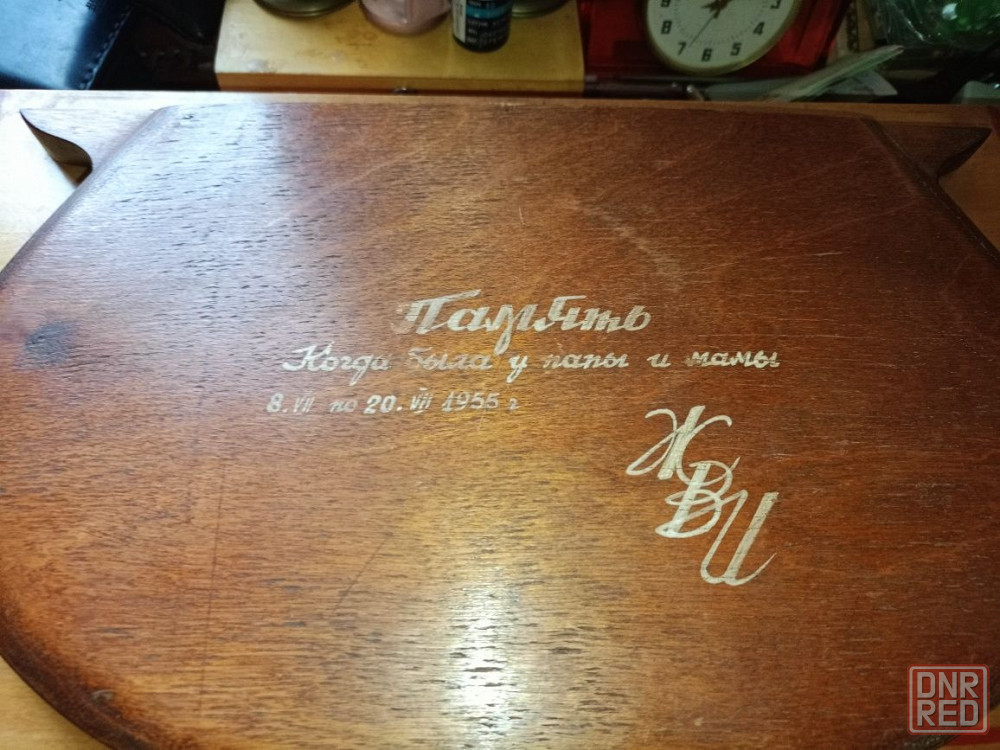 Память
Когда была у папы и мамы
8.VII по 20.VIII 1955 г
ЖВИ
DNR
RED